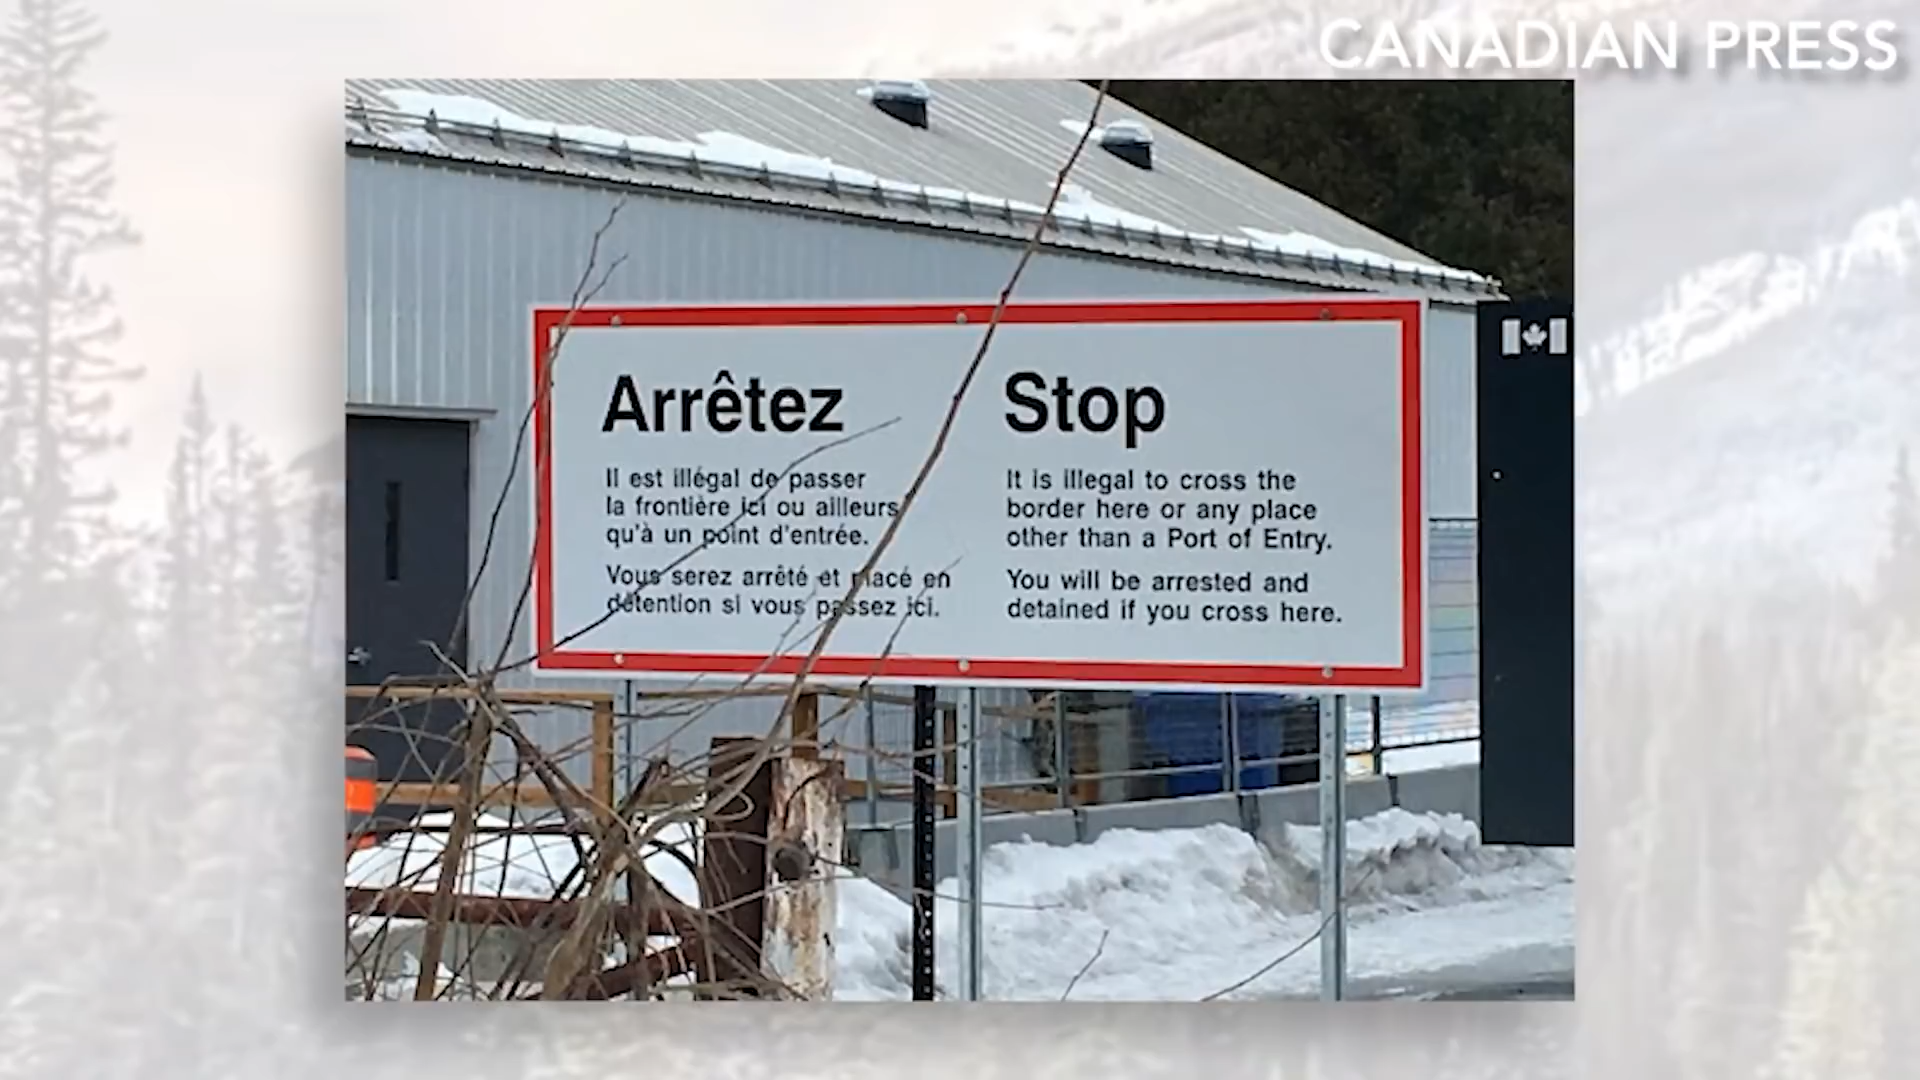 CANADIAN PRESS
Arrêtez
Il est illégal de passer
la frontière ici ou ailleurs
qu'à un point d'entrée.
Vous serez arrêté et placé en
détention si vous passez ici.
Stop
It is illegal to cross the
border here or any place
other than a Port of Entry.
You will be arrested and
detained if you cross here.